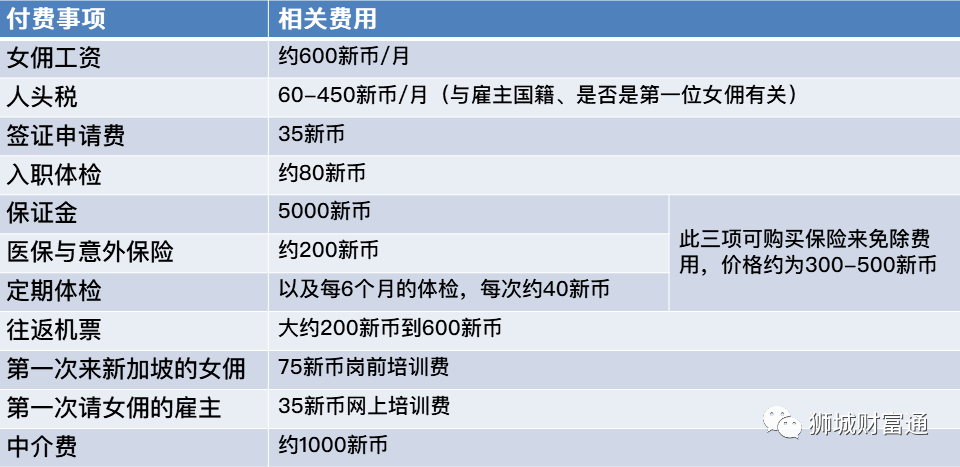 付费事项 相关费用
女佣工资 约600新币/月
人头税 60-450新币/月（与雇主国籍、是否是第一位女佣有关）
签证申请费 35新币
入职体检 约80新币
保证金 5000新币
医保与意外保险 约200新币
定期体检 以及每6个月的体检，每次约40新币
此三项可购买保险来免除费
用，价格约为300-500新币
往返机票 大约200新币到600新币
第一次来新加坡的女佣 75新币岗前培训费
第一次请女佣的雇主 35新币网上培训费
中介费 约1000新币
狮城财富通